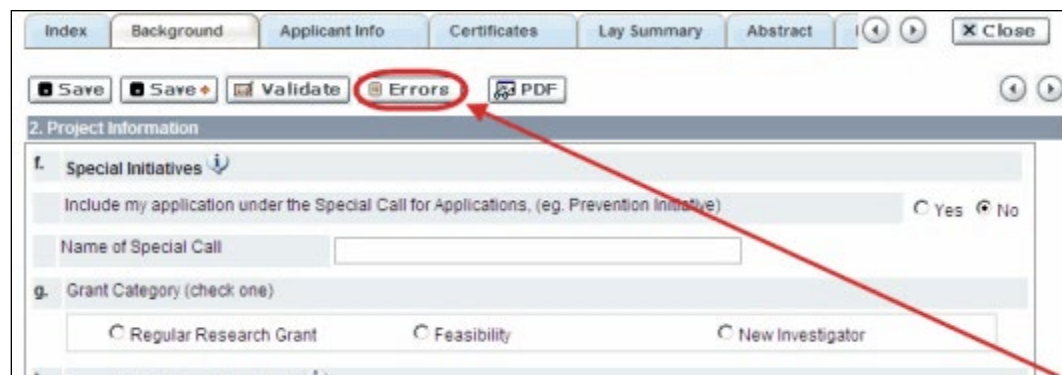 Index Background Applicant Info Certificates Lay Summary Abstract Close
Save Save Validate Errors PDF
2. Project Information
f. Special Initiatives
Include my application under the Special Call for Applications, (eg. Prevention Initiative) Yes No
Name of Special Call
g. Grant Category (check one)
Regular Research Grant Feasibility New Investigator